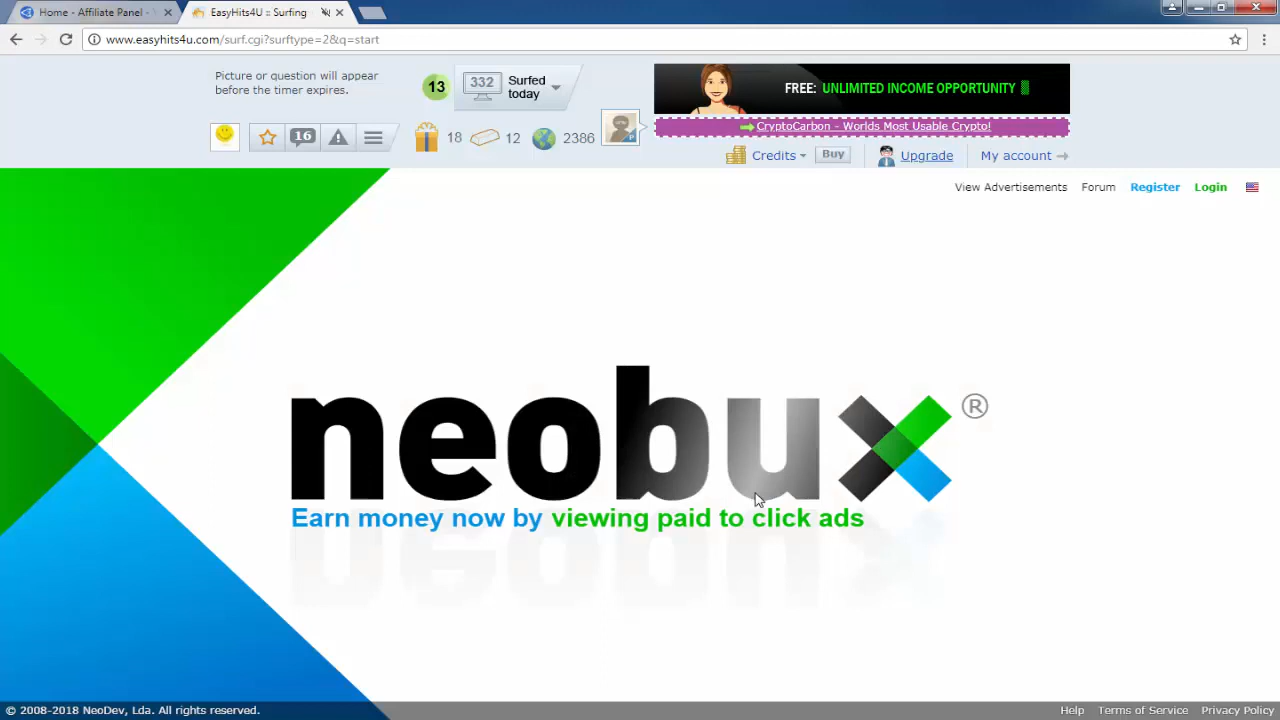 Home - Affiliate Panel -
EasyHits4U :: Surfing
www.easyhits4u.com/surf.cgi?surftype=2&q=start
Picture or question will appear
before the timer expires.
13
332
Surfed
today
16
18
12
2386
FREE: UNLIMITED INCOME OPPORTUNITY
CryptoCarbon - Worlds Most Usable Crypto!
Credits
Buy
Upgrade
My account
View Advertisements
Forum
Register
Login
neobux®
Earn money now by viewing paid to click ads
© 2008-2018 NeoDev, Lda. All rights reserved.
Help
Terms of Service
Privacy Policy